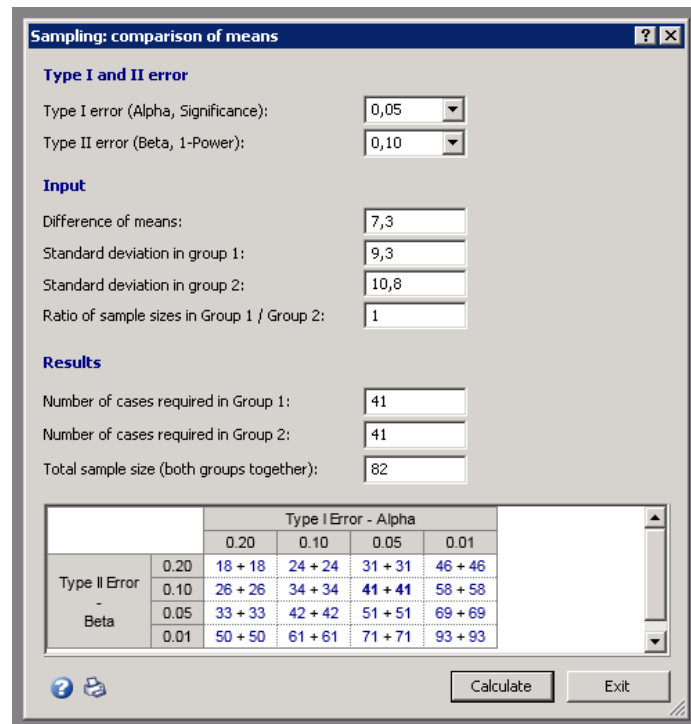 Sampling: comparison of means
Type I and II error
Type I error (Alpha, Significance): 0,05
Type II error (Beta, 1-Power): 0,10
Input
Difference of means: 7,3
Standard deviation in group 1: 9,3
Standard deviation in group 2: 10,8
Ratio of sample sizes in Group 1 / Group 2: 1
Results
Number of cases required in Group 1: 41
Number of cases required in Group 2: 41
Total sample size (both groups together): 82
Type I Error - Alpha
0.20 0.10 0.05 0.01
Type II Error - Beta
0.20 18 + 18 24 + 24 31 + 31 46 + 46
0.10 26 + 26 34 + 34 41 + 41 58 + 58
0.05 33 + 33 42 + 42 51 + 51 69 + 69
0.01 50 + 50 61 + 61 71 + 71 93 + 93
Calculate Exit